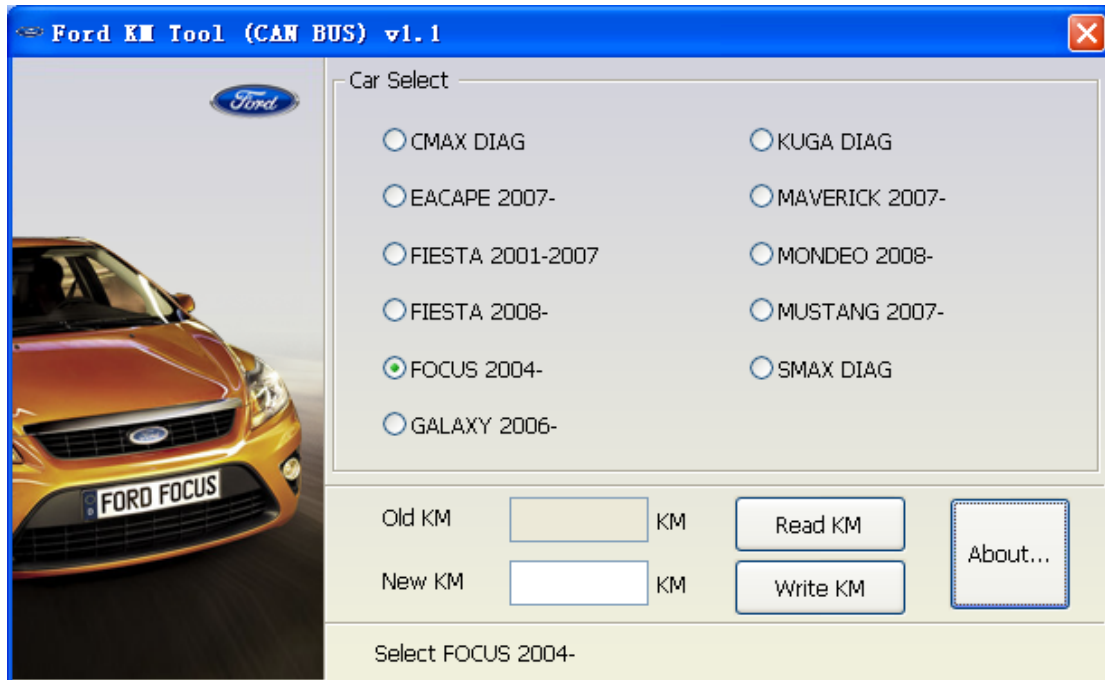 Ford KM Tool (CAN BUS) v1.1
Ford
Car Select
CMAX DIAG
KUGA DIAG
EACAPE 2007-
MAVERICK 2007-
FIESTA 2001-2007
MONDEO 2008-
FIESTA 2008-
MUSTANG 2007-
FOCUS 2004-
SMAX DIAG
GALAXY 2006-
Ford
FORD FOCUS
Old KM
KM
Read KM
New KM
KM
Write KM
About...
Select FOCUS 2004-